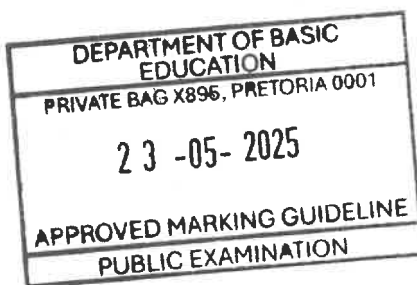 DEPARTMENT OF BASIC
EDUCATION
PRIVATE BAG X895, PRETORIA 0001
23 -05- 2025
APPROVED MARKING GUIDELINE
PUBLIC EXAMINATION